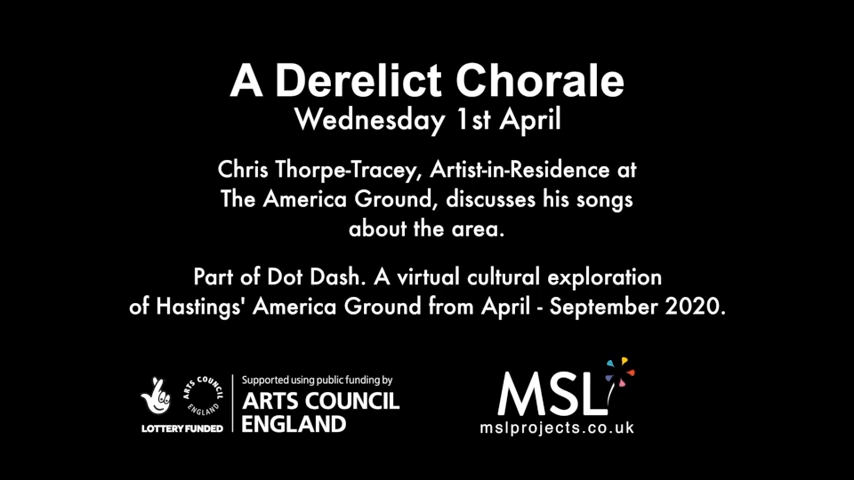 A Derelict Chorale
Wednesday 1st April
Chris Thorpe-Tracey, Artist-in-Residence at
The America Ground, discusses his songs
about the area.
Part of Dot Dash. A virtual cultural exploration
of Hastings' America Ground from April - September 2020.
LOTTERY FUNDED
ARTS COUNCIL
ENGLAND
Supported using public funding by
ARTS COUNCIL
ENGLAND
MSL
mslprojects.co.uk